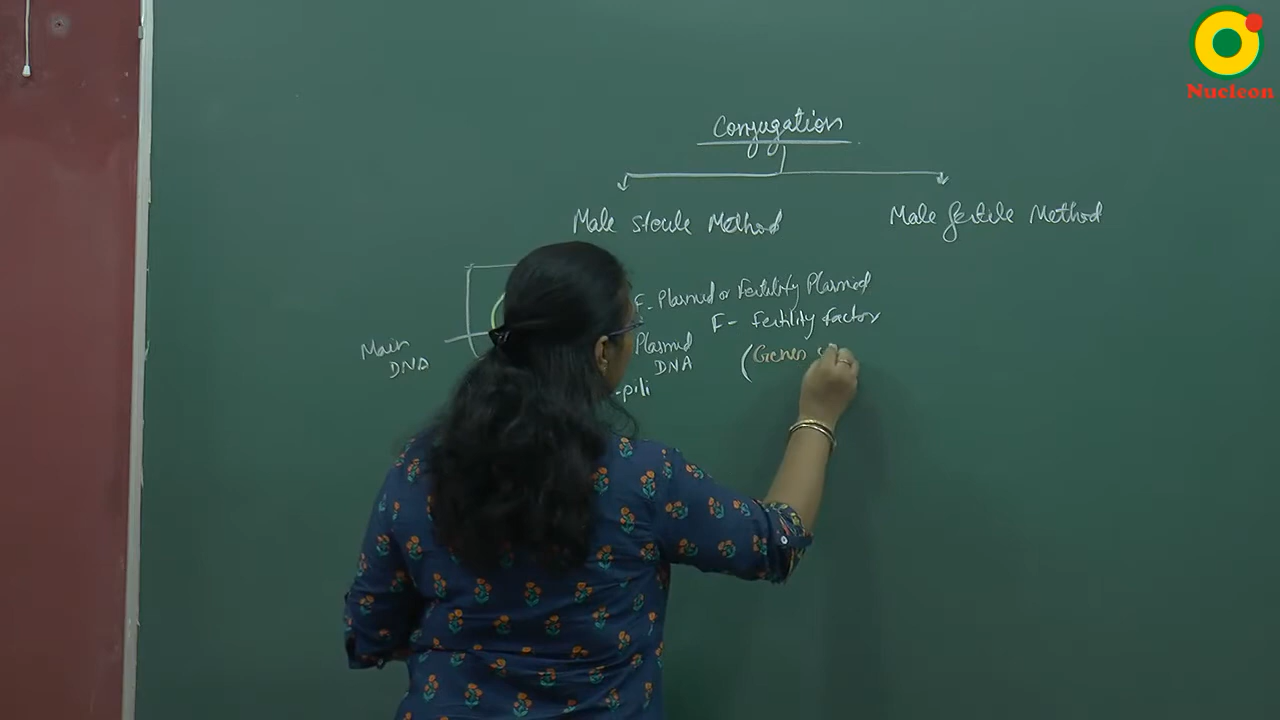 Nucleon
Conjugation
Male sterile Method
Male fertile Method
F - Plasmid or Fertility Plasmid
F - fertility factor
Plasmid
DNA
(Genes
-pili
Main
DNA